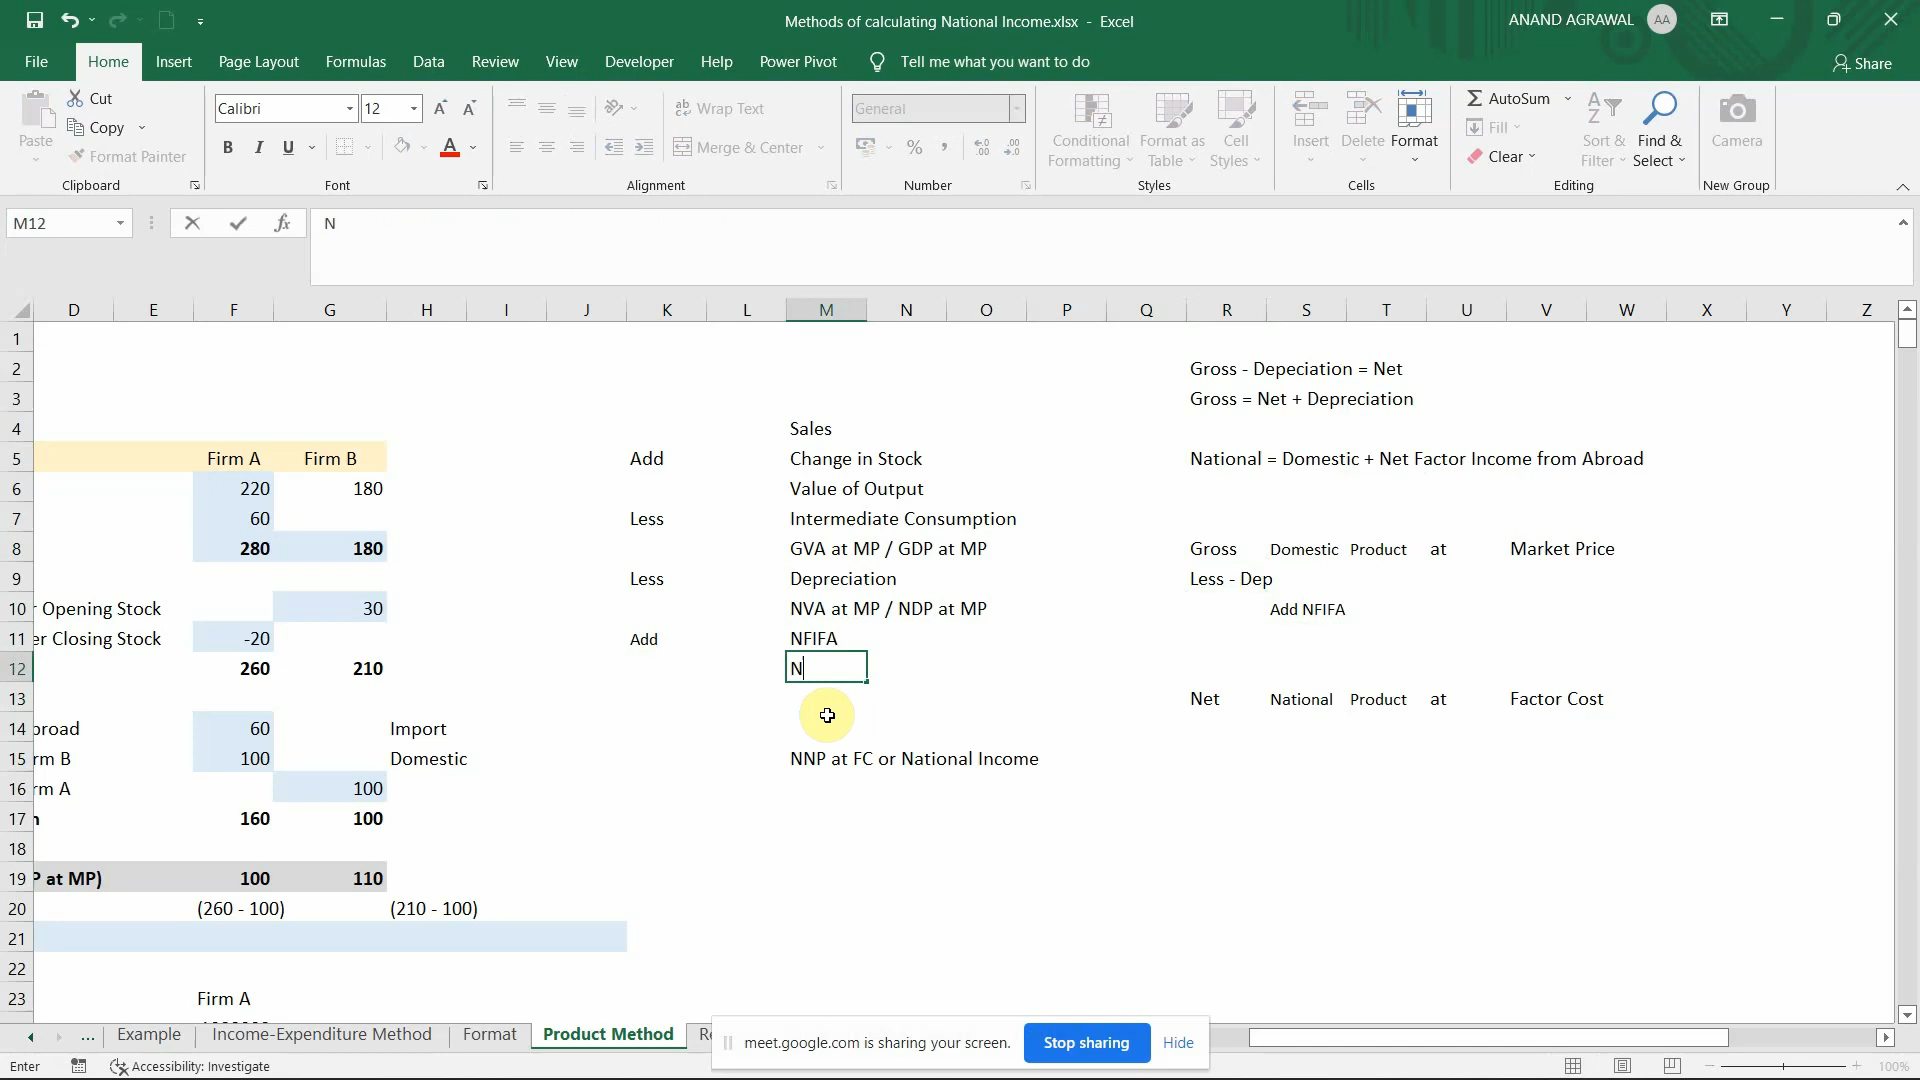 Methods of calculating National Income.xlsx - Excel
ANAND AGRAWAL AA
File Home Insert Page Layout Formulas Data Review View Developer Help Power Pivot Tell me what you want to do Share
Paste Cut Copy Format Painter Clipboard
Calibri 12 B I U A Font
Wrap Text Merge & Center Alignment
General % Number
Conditional Formatting Format as Table Cell Styles Styles
Insert Delete Format Cells
AutoSum Fill Clear Sort & Filter Find & Select Editing
Camera New Group
M12 fx N
D E F G H I J K L M N O P Q R S T U V W X Y Z
1
2 Gross - Depeciation = Net
3 Gross = Net + Depreciation
4 Sales
5 Firm A Firm B Add Change in Stock National = Domestic + Net Factor Income from Abroad
6 220 180 Value of Output
7 60 Less Intermediate Consumption
8 280 180 GVA at MP / GDP at MP Gross Domestic Product at Market Price
9 Less Depreciation Less - Dep
10 r Opening Stock 30 NVA at MP / NDP at MP Add NFIFA
11 er Closing Stock -20 Add NFIFA
12 260 210 N
13 Net National Product at Factor Cost
14 broad 60 Import
15 rm B 100 Domestic NNP at FC or National Income
16 rm A 100
17 n 160 100
18
19 P at MP) 100 110
20 (260 - 100) (210 - 100)
21
22
23 Firm A
... Example Income-Expenditure Method Format Product Method Re
meet.google.com is sharing your screen. Stop sharing Hide
Enter Accessibility: Investigate 100%